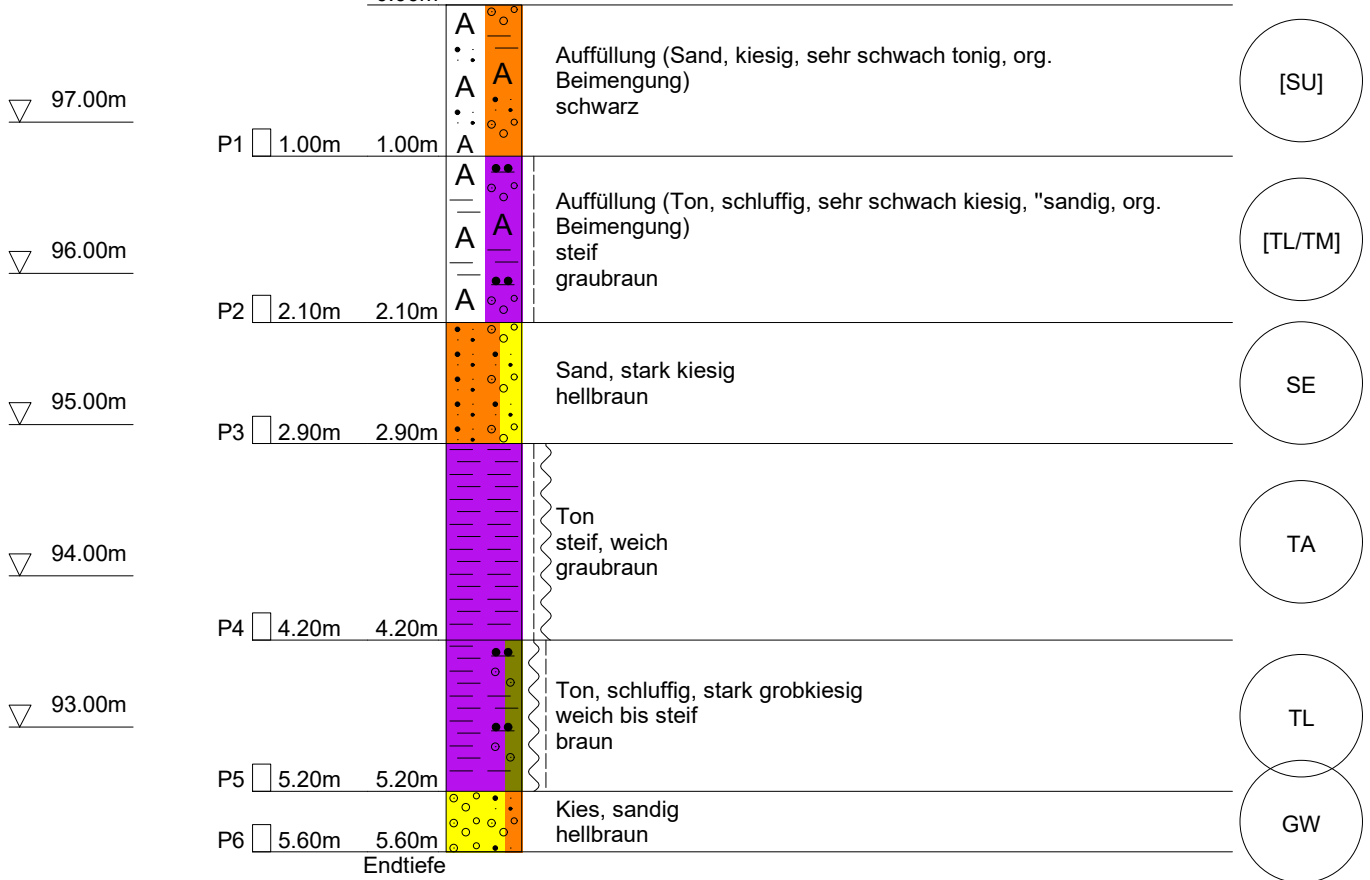 A
A
A
A
Auffüllung (Sand, kiesig, sehr schwach tonig, org.
Beimengung)
schwarz
[SU]
97.00m
P1 1.00m 1.00m
A
A
A
A
Auffüllung (Ton, schluffig, sehr schwach kiesig, "sandig, org.
Beimengung)
steif
graubraun
[TL/TM]
96.00m
P2 2.10m 2.10m
Sand, stark kiesig
hellbraun
SE
95.00m
P3 2.90m 2.90m
Ton
steif, weich
graubraun
TA
94.00m
P4 4.20m 4.20m
Ton, schluffig, stark grobkiesig
weich bis steif
braun
TL
93.00m
P5 5.20m 5.20m
Kies, sandig
hellbraun
GW
P6 5.60m 5.60m
Endtiefe